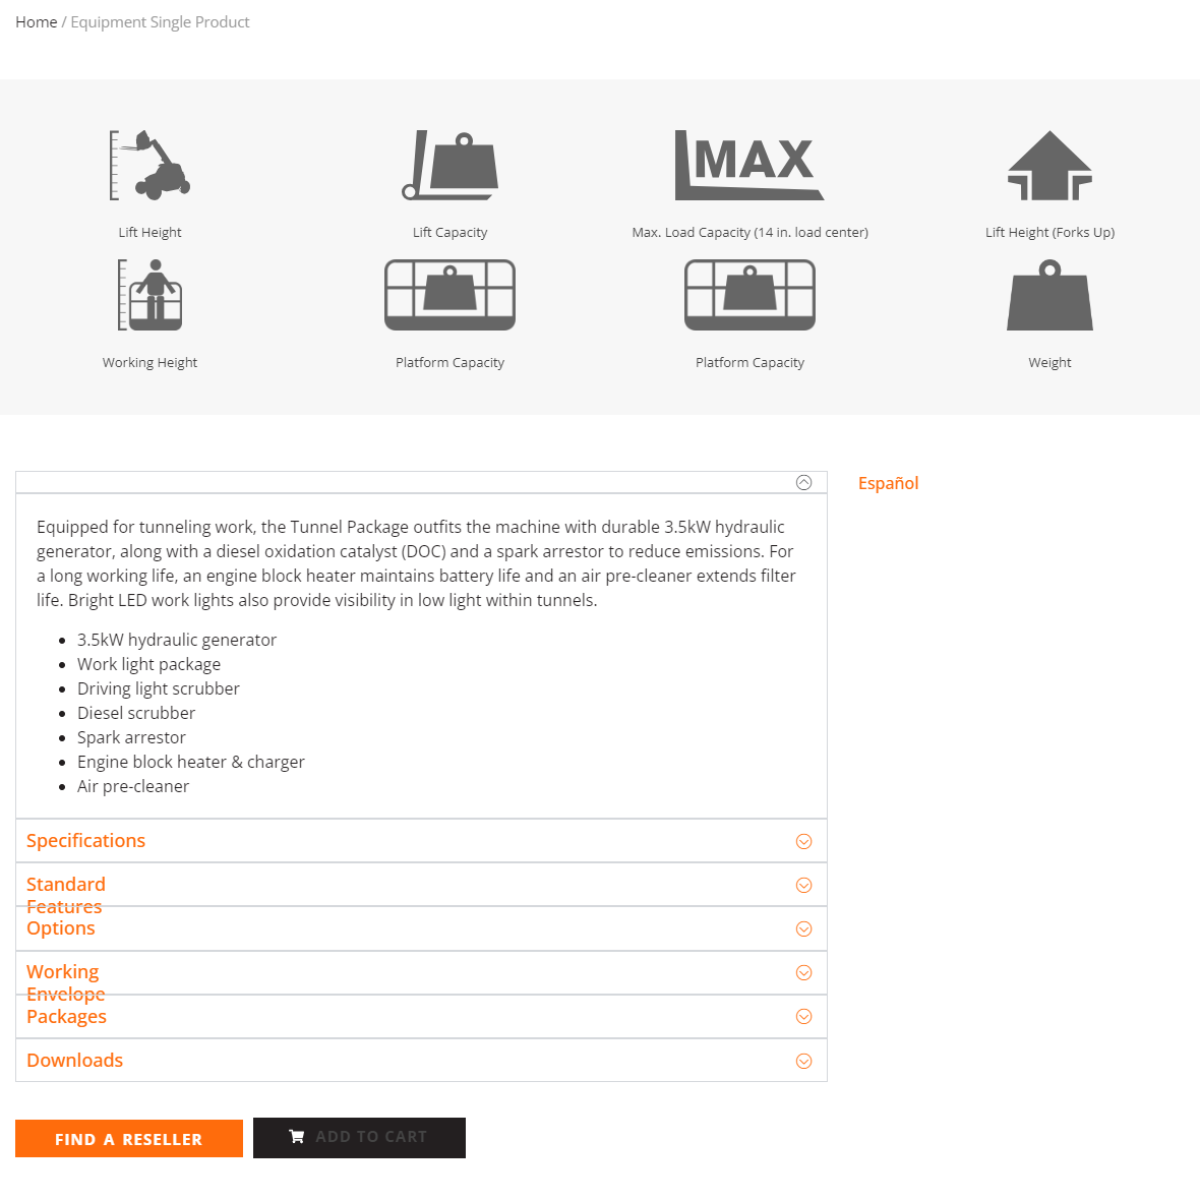 Home / Equipment Single Product
MAX
Lift Height
Lift Capacity
Max. Load Capacity (14 in. load center)
Lift Height (Forks Up)
Working Height
Platform Capacity
Platform Capacity
Weight
Español
Equipped for tunneling work, the Tunnel Package outfits the machine with durable 3.5kW hydraulic
generator, along with a diesel oxidation catalyst (DOC) and a spark arrestor to reduce emissions. For
a long working life, an engine block heater maintains battery life and an air pre-cleaner extends filter
life. Bright LED work lights also provide visibility in low light within tunnels.
3.5kW hydraulic generator
Work light package
Driving light scrubber
Diesel scrubber
Spark arrestor
Engine block heater & charger
Air pre-cleaner
Specifications
Standard
Features
Options
Working
Envelope
Packages
Downloads
FIND A RESELLER
ADD TO CART